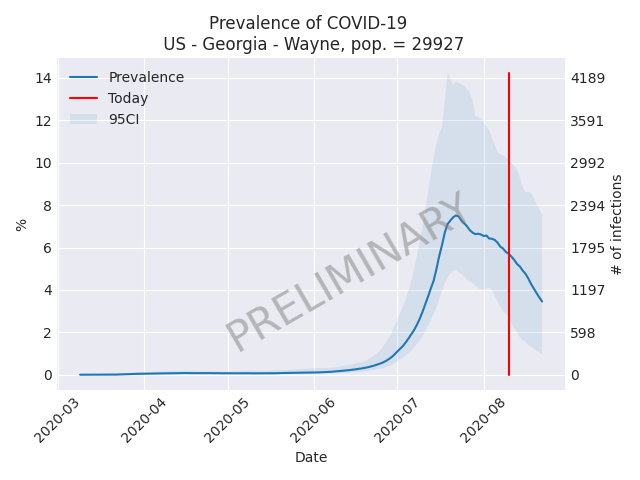 Prevalence of COVID-19
US - Georgia - Wayne, pop. = 29927
Prevalence
Today
95CI
14
12
10
8
6
4
2
0
%
4189
3591
2992
2394
1795
1197
598
0
# of infections
PRELIMINARY
2020-03
2020-04
2020-05
2020-06
2020-07
2020-08
Date